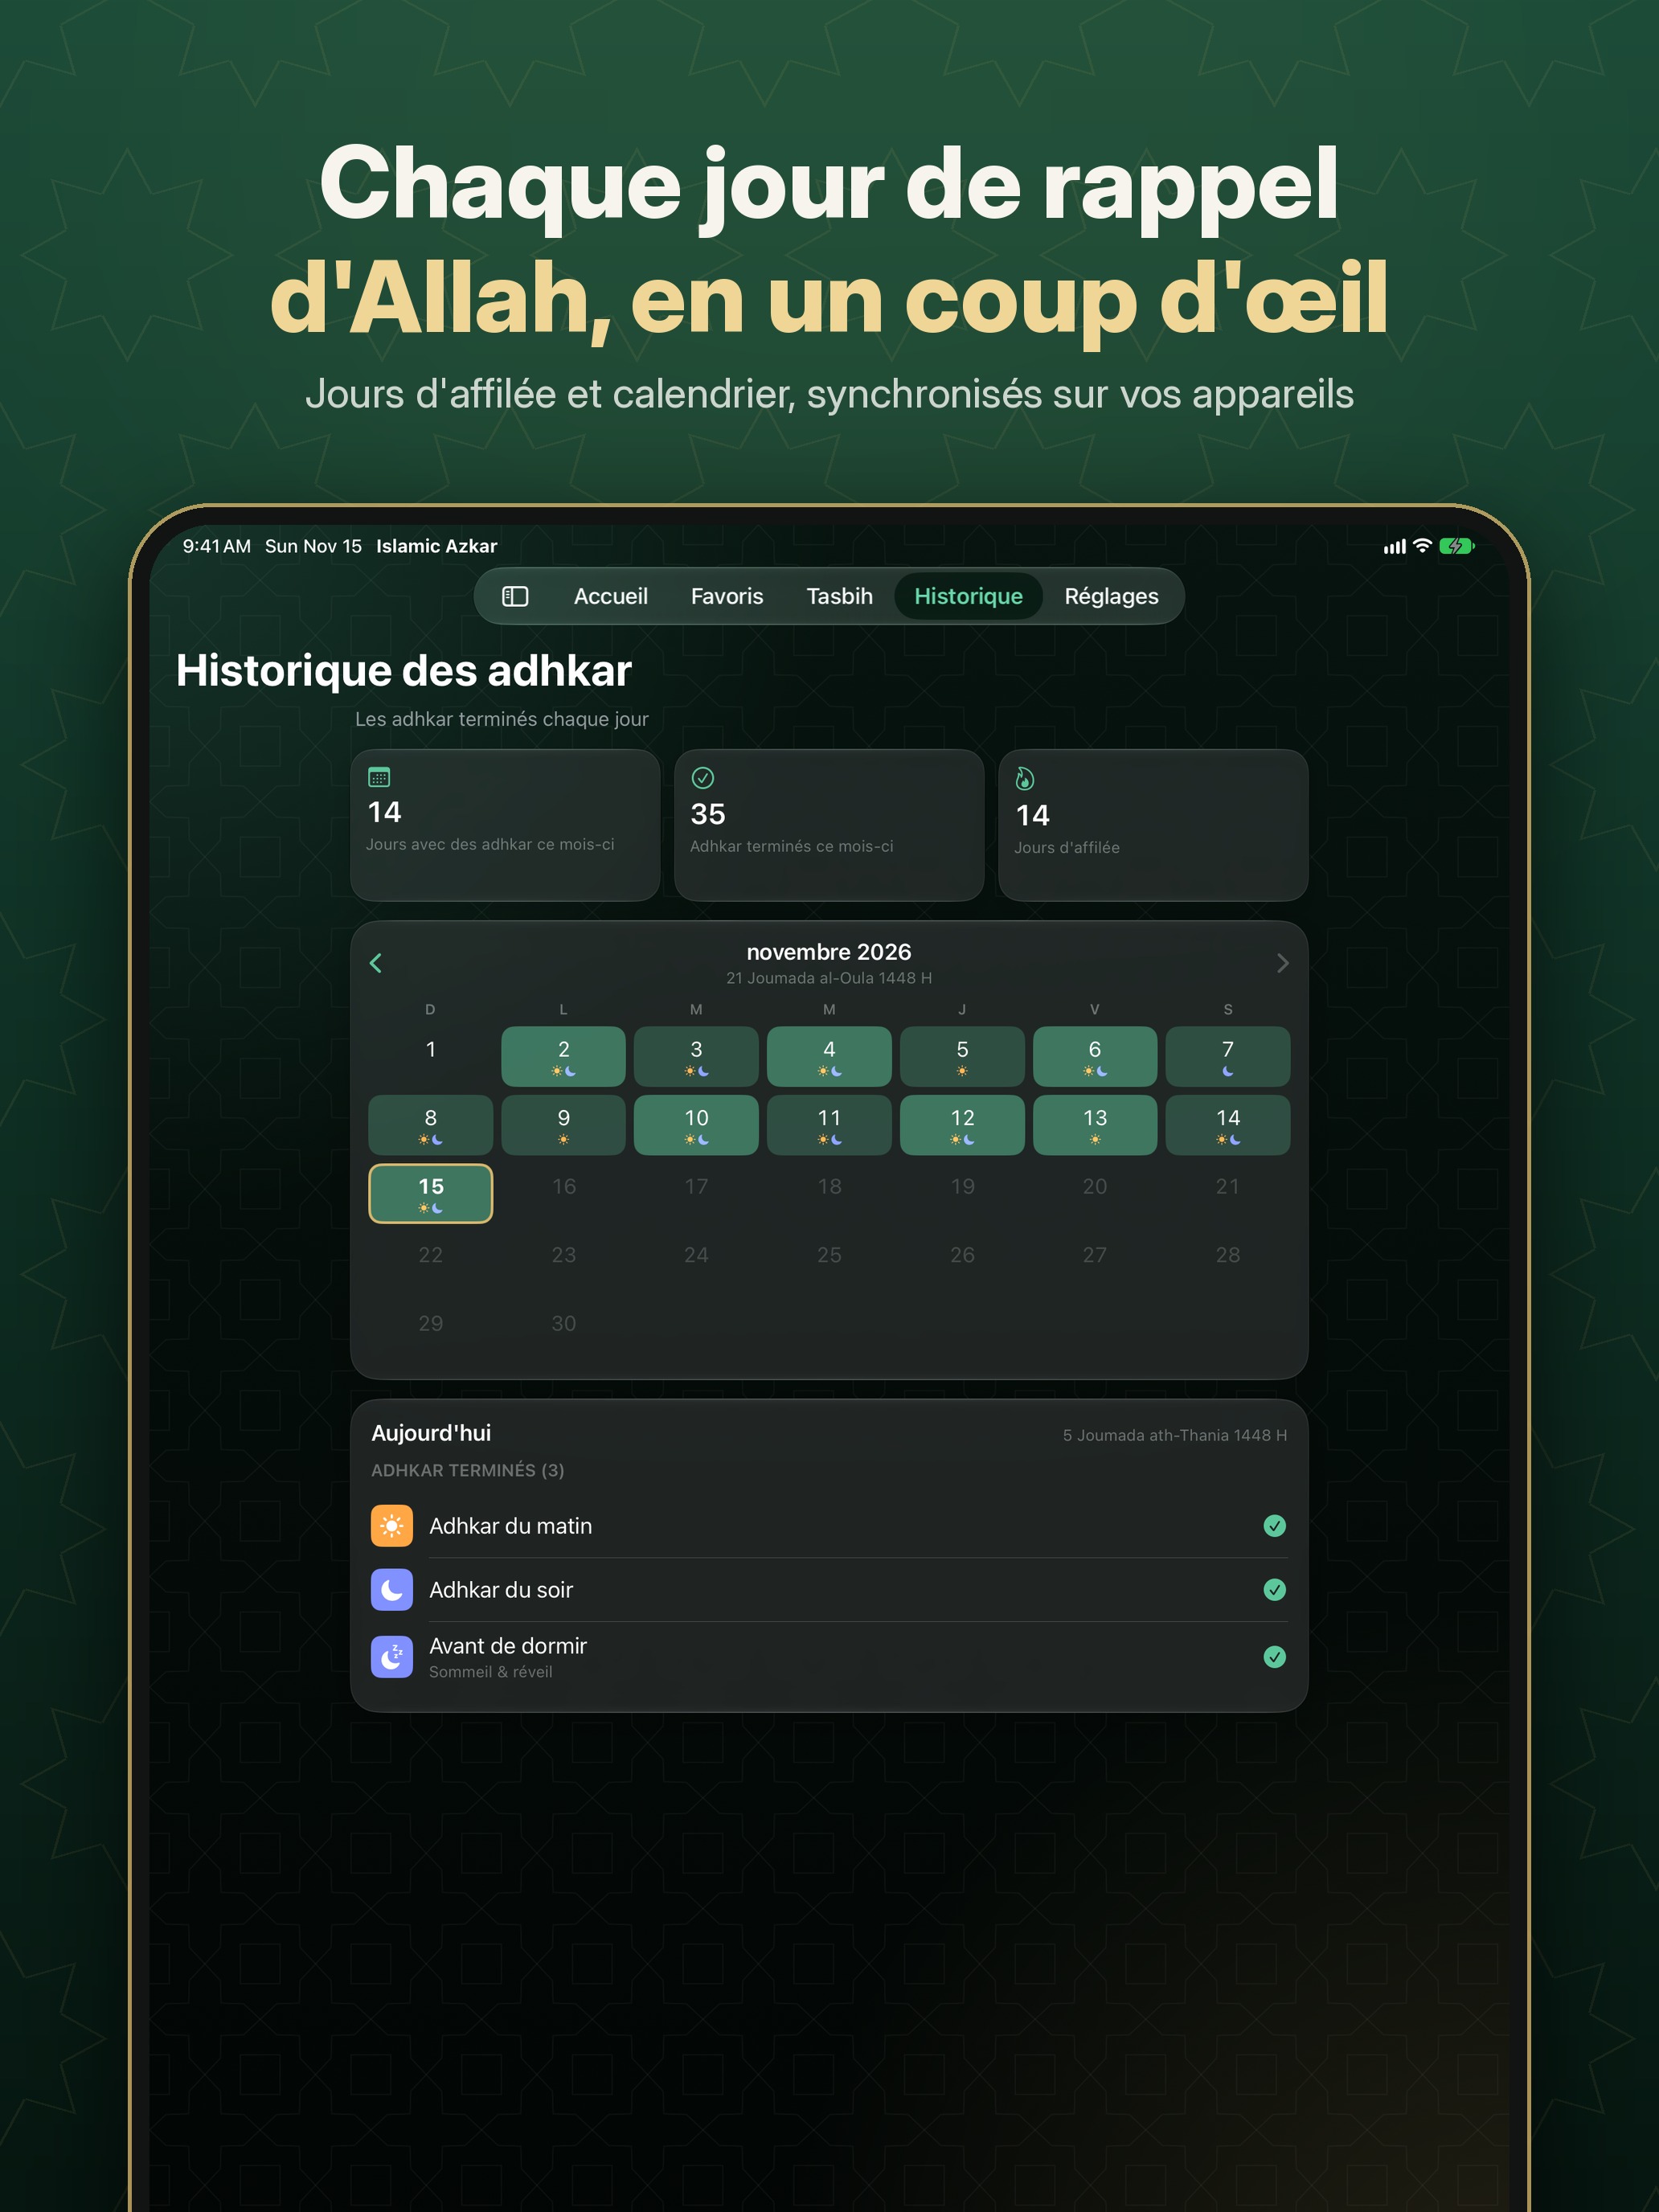 Chaque jour de rappel
d'Allah, en un coup d'œil
Jours d'affilée et calendrier, synchronisés sur vos appareils
9:41 AM Sun Nov 15 Islamic Azkar
Accueil Favoris Tasbih Historique Réglages
Historique des adhkar
Les adhkar terminés chaque jour
14
Jours avec des adhkar ce mois-ci
35
Adhkar terminés ce mois-ci
14
Jours d'affilée
novembre 2026
21 Joumada al-Oula 1448 H
D L M M J V S
1 2 3 4 5 6 7
8 9 10 11 12 13 14
15 16 17 18 19 20 21
22 23 24 25 26 27 28
29 30
Aujourd'hui
5 Joumada ath-Thania 1448 H
ADHKAR TERMINÉS (3)
Adhkar du matin
Adhkar du soir
Avant de dormir
Sommeil & réveil